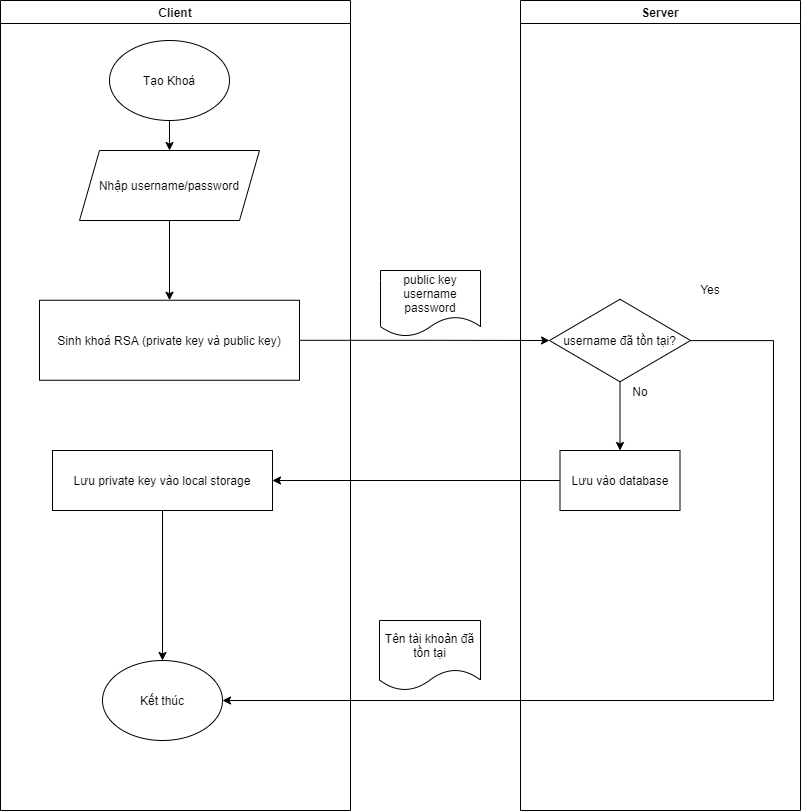 Client
Server
Tạo Khoá
Nhập username/password
public key
username
password
Yes
Sinh khoá RSA (private key và public key)
username đã tồn tại?
No
Lưu private key vào local storage
Lưu vào database
Tên tài khoản đã
tồn tại
Kết thúc